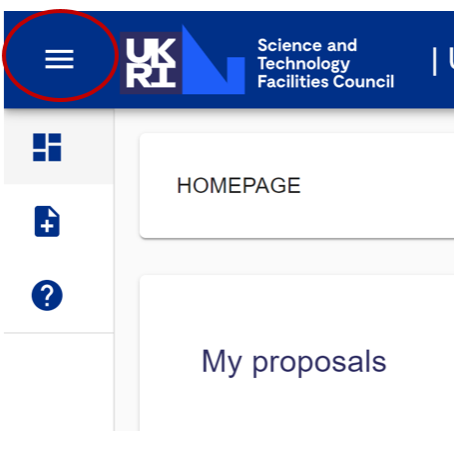 UK
RI
Science and
Technology
Facilities Council
| U
HOMEPAGE
My proposals